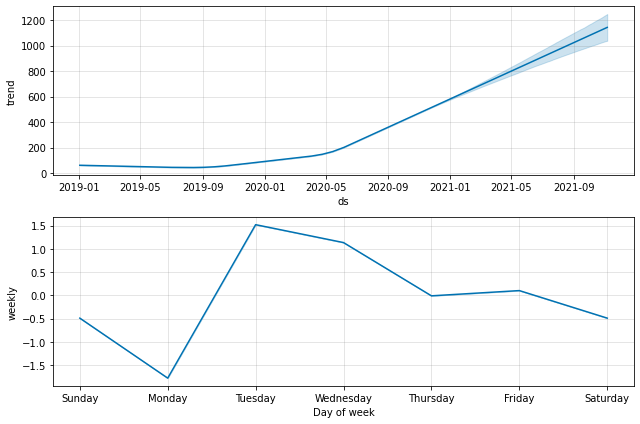 1200
1000
800
600
400
200
0
trend
2019-01 2019-05 2019-09 2020-01 2020-05 2020-09 2021-01 2021-05 2021-09
ds
1.5
1.0
0.5
0.0
−0.5
−1.0
−1.5
weekly
Sunday Monday Tuesday Wednesday Thursday Friday Saturday
Day of week